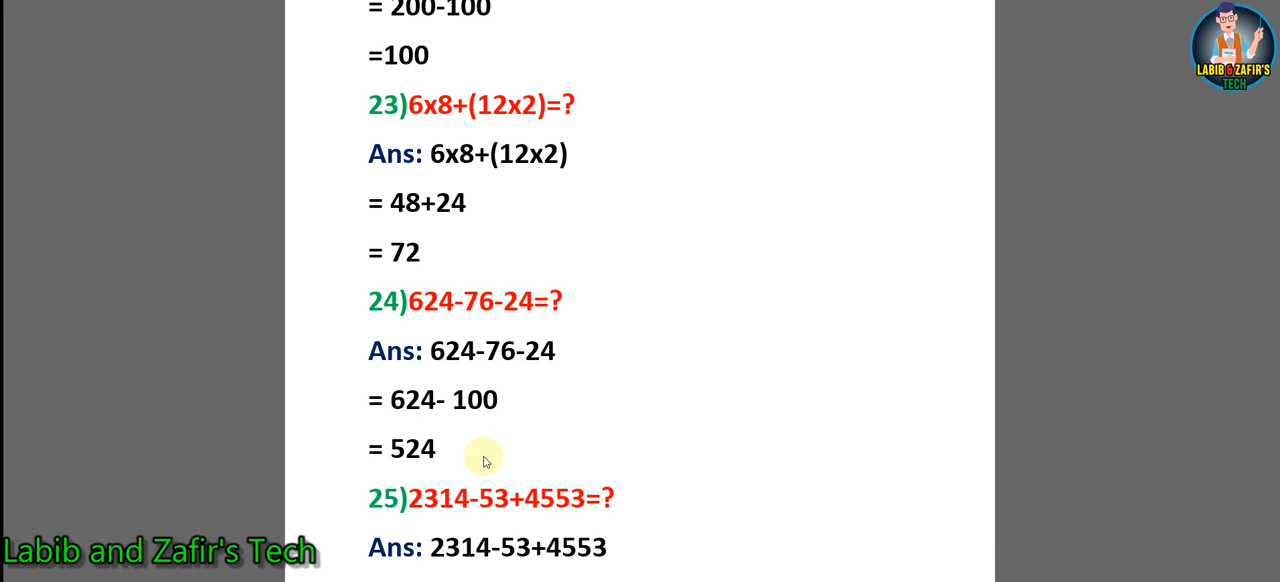 = 200-100
=100
23)6x8+(12x2)=?
Ans: 6x8+(12x2)
= 48+24
= 72
24)624-76-24=?
Ans: 624-76-24
= 624- 100
= 524
25)2314-53+4553=?
Ans: 2314-53+4553
LABIB & ZAFIR'S
TECH
Labib and Zafir's Tech